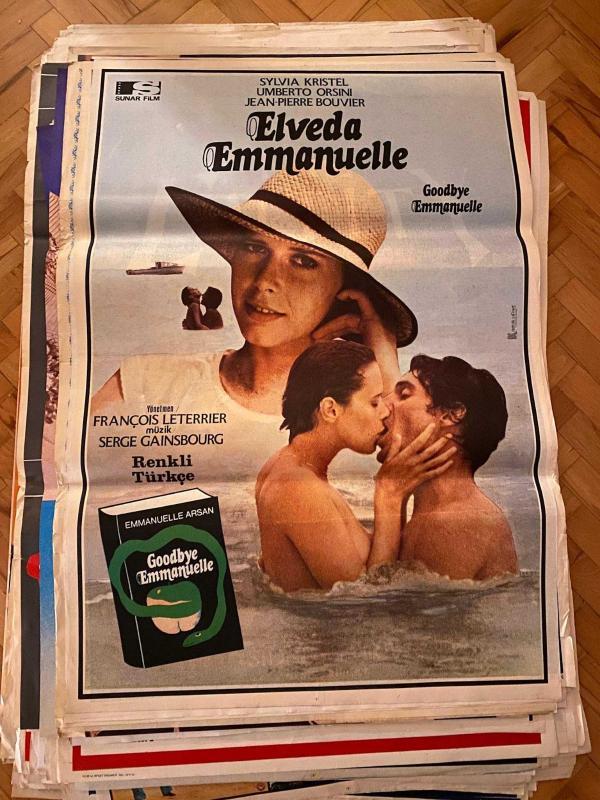 SUNAR FILM
SYLVIA KRISTEL
UMBERTO ORSINI
JEAN-PIERRE BOUVIER
Elveda
Emmanuelle
Goodbye
Emmanuelle
Yönetmen
FRANÇOIS LETERRIER
müzik
SERGE GAINSBOURG
Renkli
Türkçe
EMMANUELLE ARSAN
Goodbye
Emmanuelle